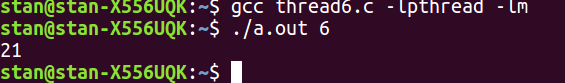 stan@stan-X556UQK:~$ gcc thread6.c -lpthread -lm
stan@stan-X556UQK:~$ ./a.out 6
21
stan@stan-X556UQK:~$